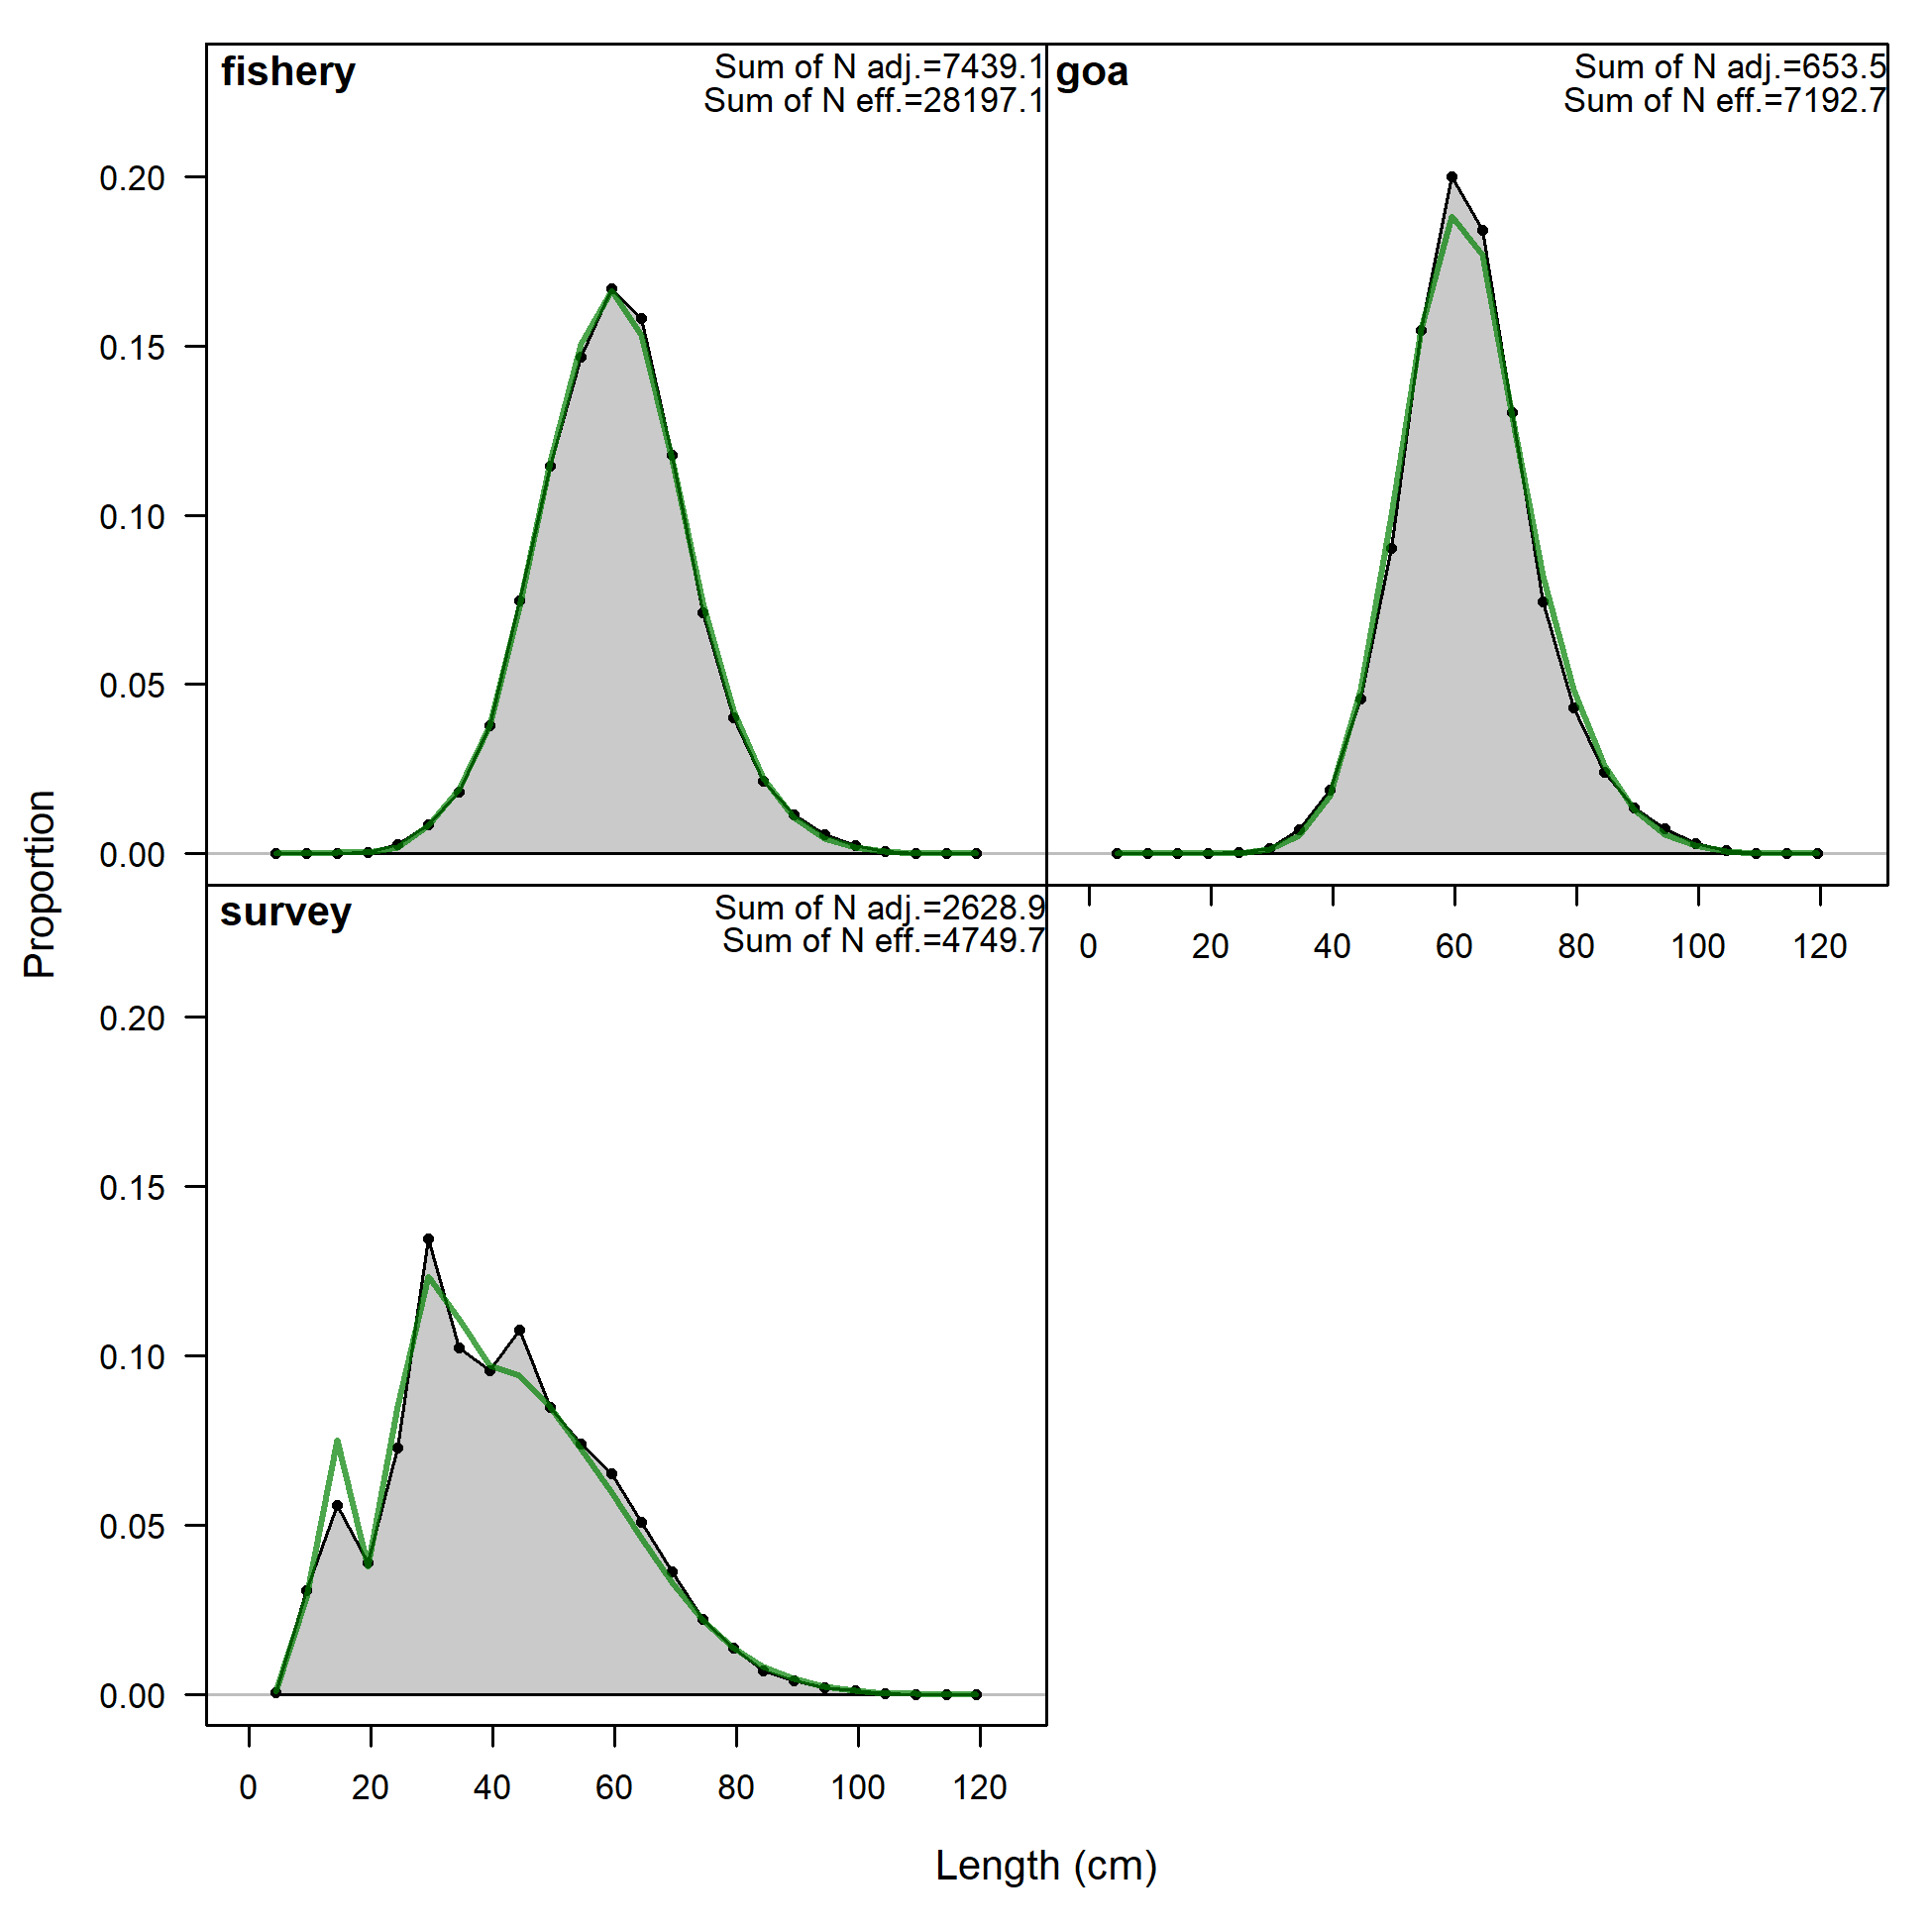 fishery
Sum of N adj.=7439.1
Sum of N eff.=28197.1
goa
Sum of N adj.=653.5
Sum of N eff.=7192.7
0.20
0.15
0.10
0.05
0.00
0 20 40 60 80 100 120
survey
Sum of N adj.=2628.9
Sum of N eff.=4749.7
0.20
0.15
0.10
0.05
0.00
0 20 40 60 80 100 120
Proportion
Length (cm)